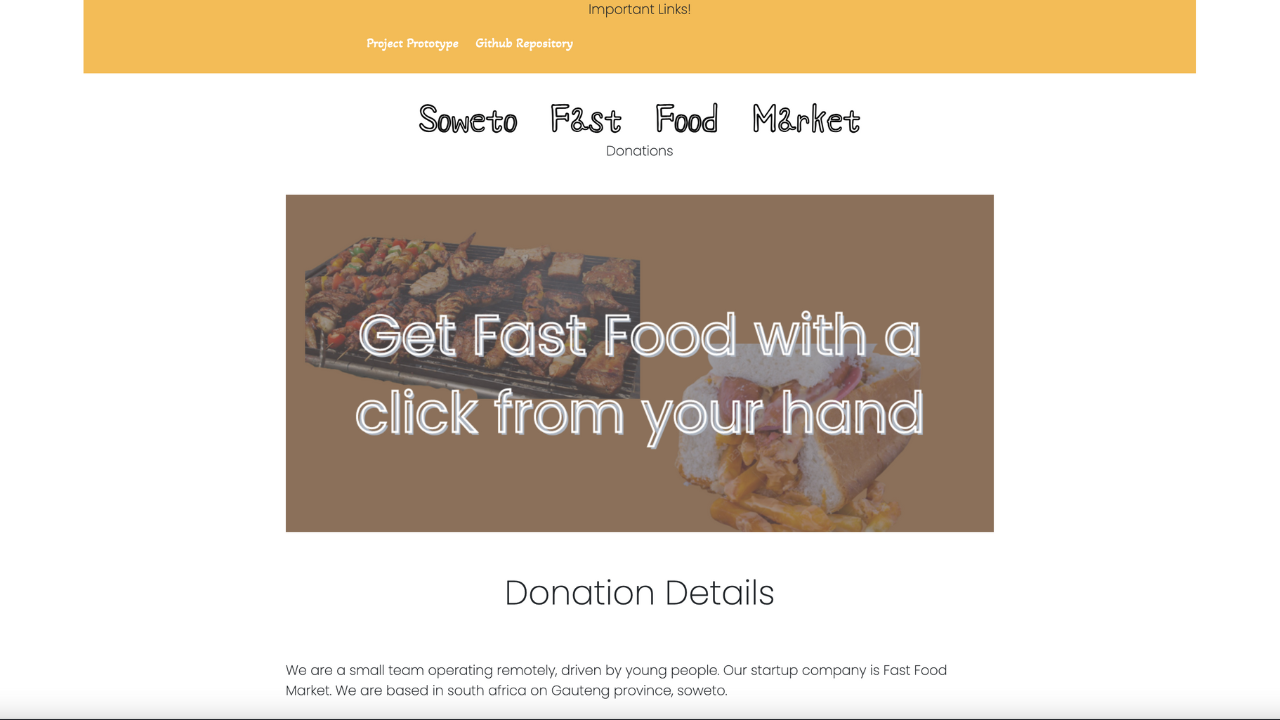 Important Links!
Project Prototype Github Repository
Soweto Fast Food Market
Donations
Get Fast Food with a
click from your hand
Donation Details
We are a small team operating remotely, driven by young people. Our startup company is Fast Food
Market. We are based in south africa on Gauteng province, soweto.